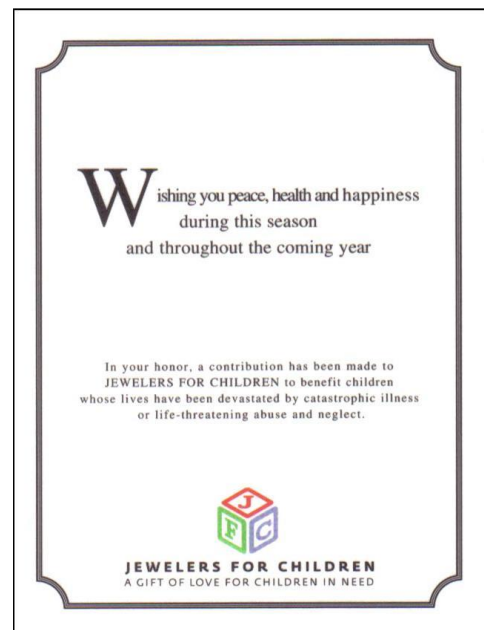 Wishing you peace, health and happiness
during this season
and throughout the coming year
In your honor, a contribution has been made to
JEWELERS FOR CHILDREN to benefit children
whose lives have been devastated by catastrophic illness
or life-threatening abuse and neglect.
J
F C
JEWELERS FOR CHILDREN
A GIFT OF LOVE FOR CHILDREN IN NEED